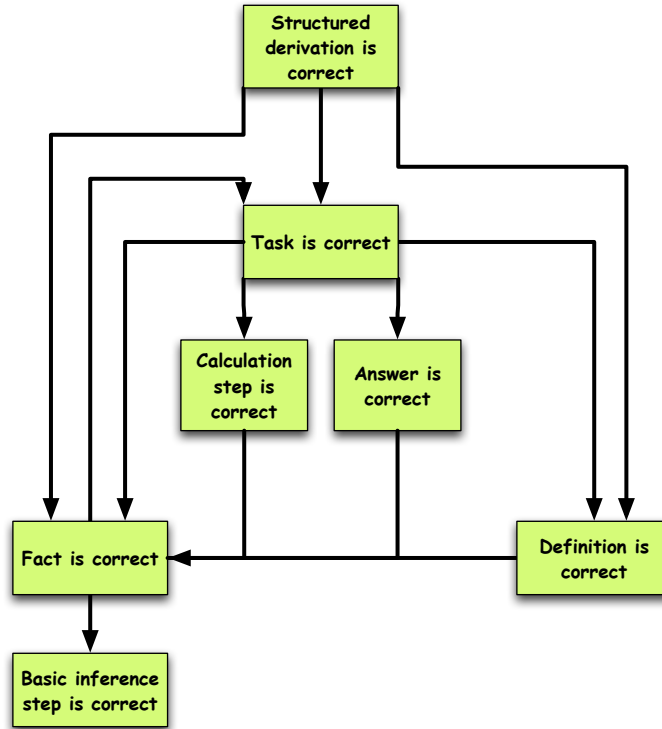 Structured
derivation is
correct
Task is correct
Calculation
step is
correct
Answer is
correct
Fact is correct
Definition is
correct
Basic inference
step is correct